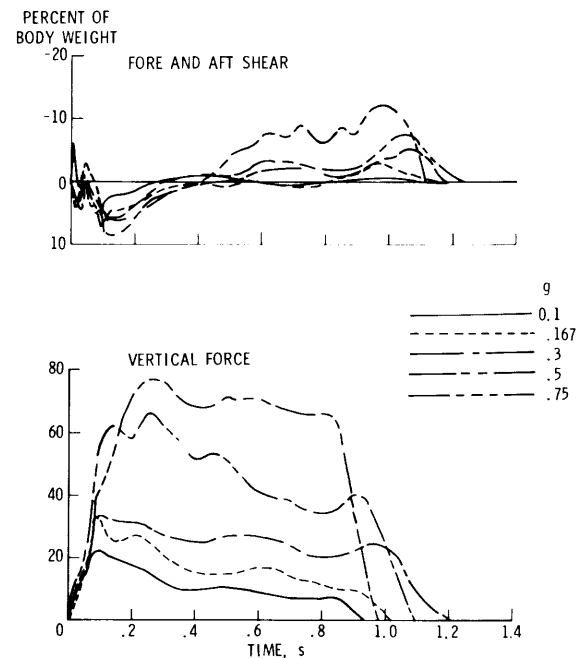 PERCENT OF
BODY WEIGHT
FORE AND AFT SHEAR
-20
-10
0
10
g
0.1
.167
.3
.5
.75
VERTICAL FORCE
80
60
40
20
0
0 .2 .4 .6 .8 1.0 1.2 1.4
TIME, s